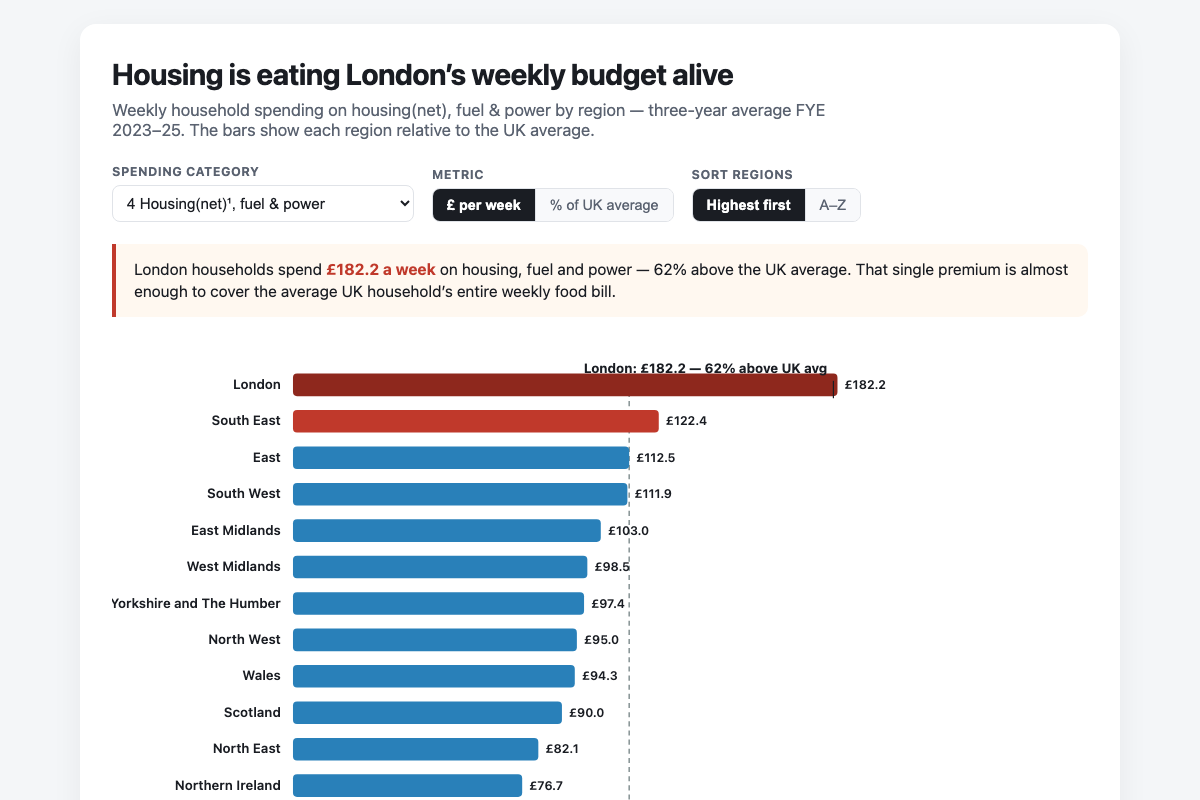 Housing is eating London’s weekly budget alive
Weekly household spending on housing(net), fuel & power by region — three-year average FYE
2023–25. The bars show each region relative to the UK average.
SPENDING CATEGORY
METRIC
SORT REGIONS
4 Housing(net)¹, fuel & power
£ per week
% of UK average
Highest first
A–Z
London households spend £182.2 a week on housing, fuel and power — 62% above the UK average. That single premium is almost
enough to cover the average UK household’s entire weekly food bill.
London: £182.2 — 62% above UK avg
London £182.2
South East £122.4
East £112.5
South West £111.9
East Midlands £103.0
West Midlands £98.5
Yorkshire and The Humber £97.4
North West £95.0
Wales £94.3
Scotland £90.0
North East £82.1
Northern Ireland £76.7